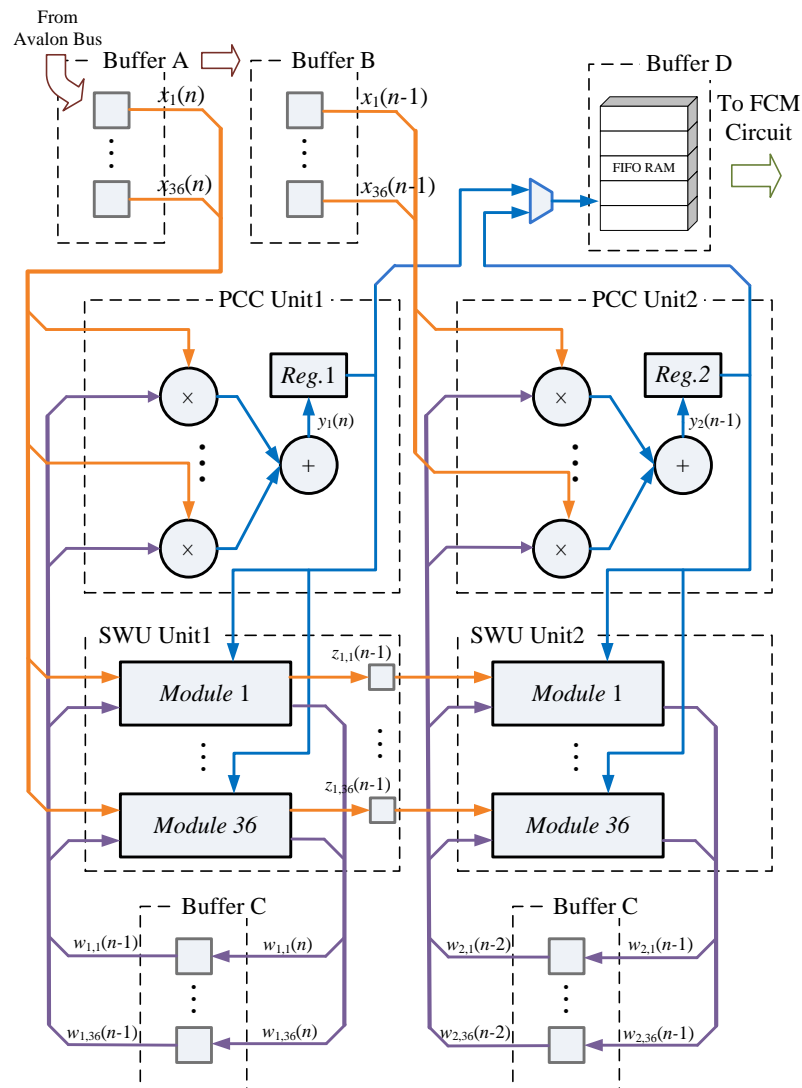 From
Avalon Bus
Buffer A
Buffer B
Buffer D
x₁(n)
x₁(n-1)
To FCM
Circuit
FIFO RAM
x₃₆(n)
x₃₆(n-1)
PCC Unit1
PCC Unit2
Reg.1
Reg.2
×
×
y₁(n)
y₂(n-1)
+
+
×
×
SWU Unit1
SWU Unit2
z₁,₁(n-1)
Module 1
Module 1
z₁,₃₆(n-1)
Module 36
Module 36
Buffer C
Buffer C
w₁,₁(n-1)
w₁,₁(n)
w₂,₁(n-2)
w₂,₁(n-1)
w₁,₃₆(n-1)
w₁,₃₆(n)
w₂,₃₆(n-2)
w₂,₃₆(n-1)